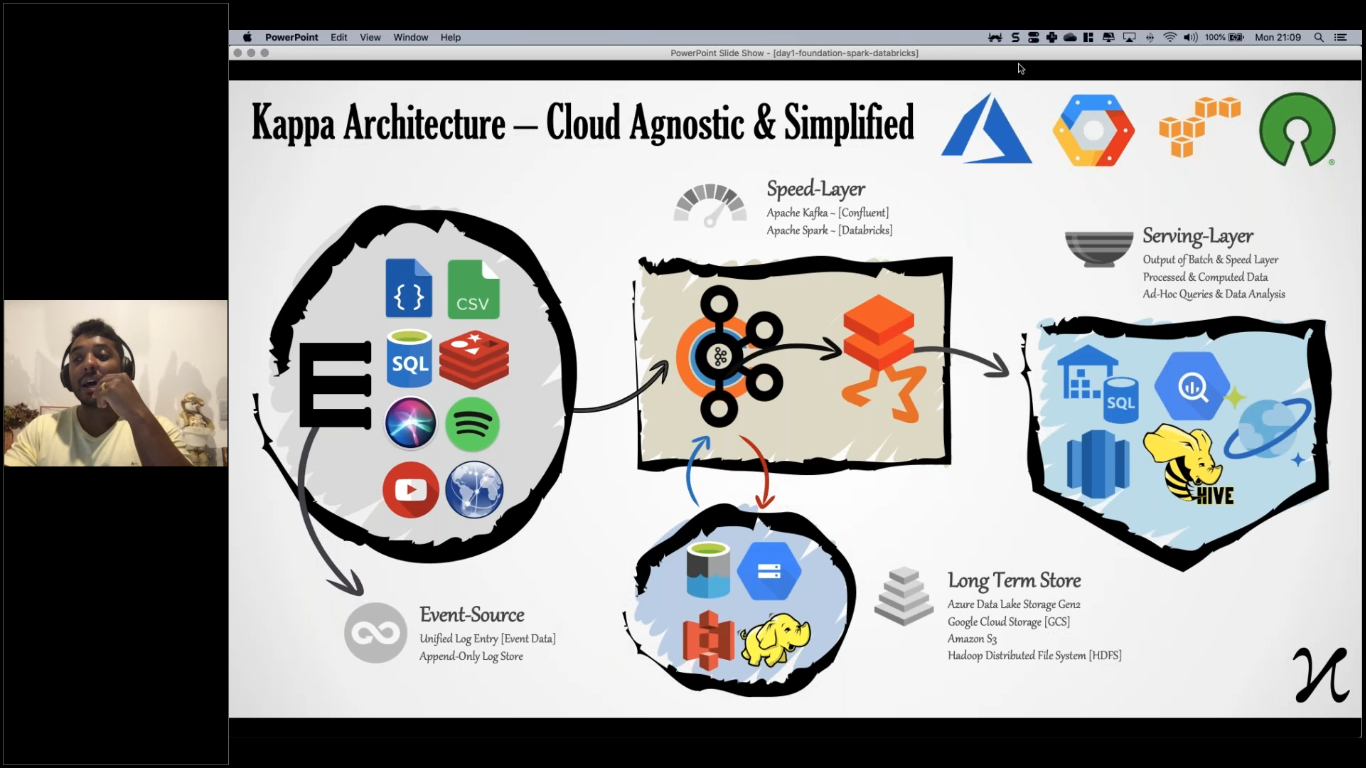 PowerPoint Edit View Window Help
100% Mon 21:09
PowerPoint Slide Show - [day1-foundation-spark-databricks]
Kappa Architecture – Cloud Agnostic & Simplified
®
Speed-Layer
Apache Kafka ~ [Confluent]
Apache Spark ~ [Databricks]
Serving-Layer
Output of Batch & Speed Layer
Processed & Computed Data
Ad-Hoc Queries & Data Analysis
{ }
CSV
SQL
E
SQL
HIVE
Event-Source
Unified Log Entry [Event Data]
Append-Only Log Store
Long Term Store
Azure Data Lake Storage Gen2
Google Cloud Storage [GCS]
Amazon S3
Hadoop Distributed File System [HDFS]
ϰ